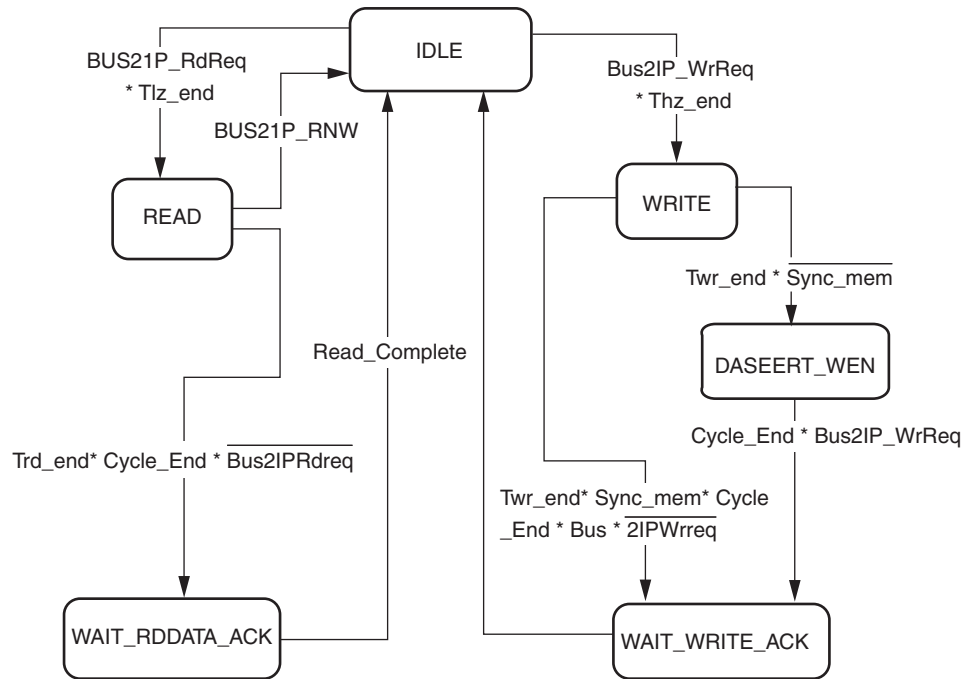 IDLE
BUS21P_RdReq
* Tlz_end
BUS21P_RNW
Bus2IP_WrReq
* Thz_end
READ
WRITE
Twr_end * Sync_mem
Read_Complete
DASEERT_WEN
Cycle_End * Bus2IP_WrReq
Trd_end* Cycle_End * Bus2IPRdreq
Twr_end* Sync_mem* Cycle
_End * Bus * 2IPWrreq
WAIT_RDDATA_ACK
WAIT_WRITE_ACK